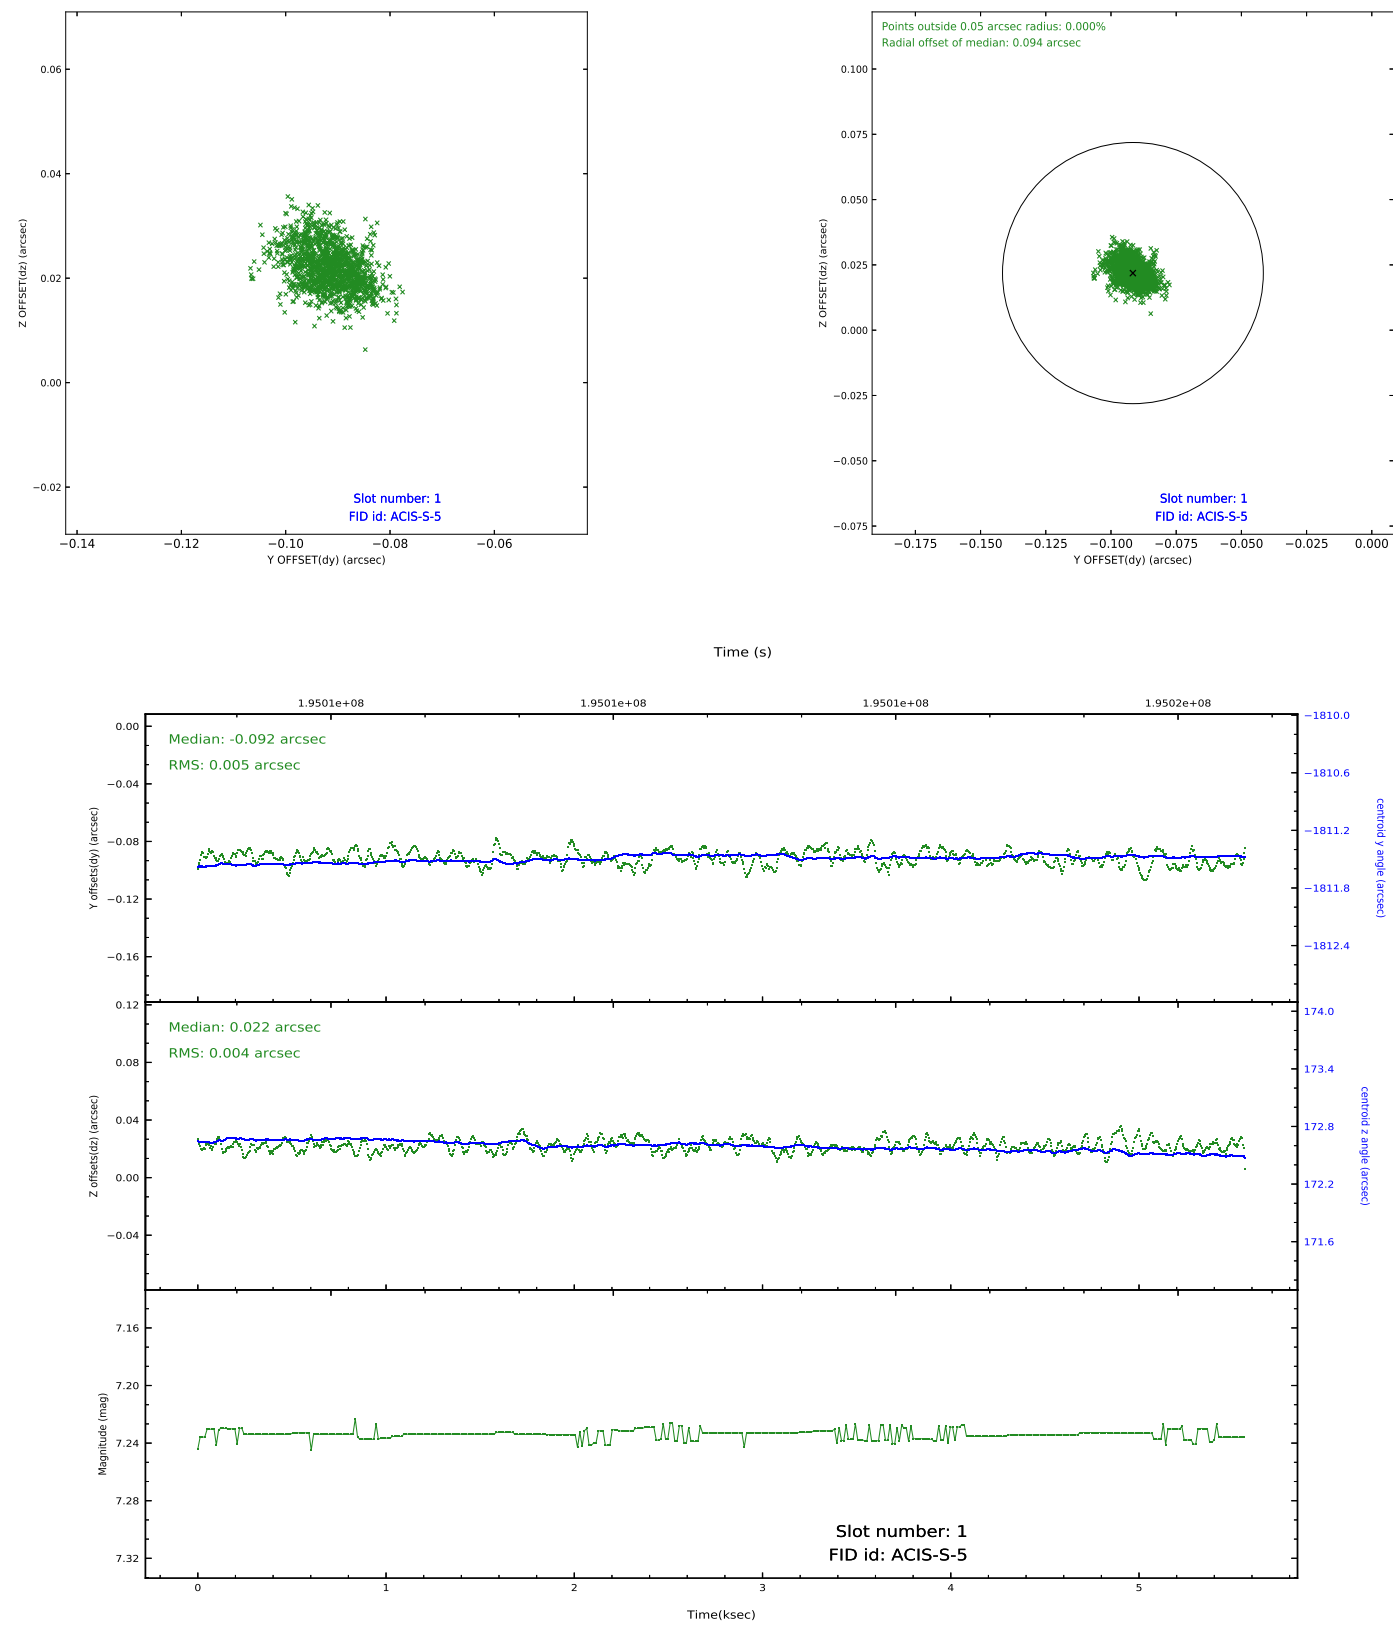 0.06
0.04
0.02
0.00
−0.02
Z OFFSET(dz) (arcsec)
Slot number: 1
FID id: ACIS-S-5
−0.14 −0.12 −0.10 −0.08 −0.06
Y OFFSET(dy) (arcsec)
Points outside 0.05 arcsec radius: 0.000%
Radial offset of median: 0.094 arcsec
0.100
0.075
0.050
0.025
0.000
−0.025
−0.050
−0.075
Z OFFSET(dz) (arcsec)
Slot number: 1
FID id: ACIS-S-5
−0.175 −0.150 −0.125 −0.100 −0.075 −0.050 −0.025 0.000
Y OFFSET(dy) (arcsec)
Time (s)
1.9501e+08 1.9501e+08 1.9501e+08 1.9502e+08
Median: -0.092 arcsec
RMS: 0.005 arcsec
0.00
−0.04
−0.08
−0.12
−0.16
Y offsets(dy) (arcsec)
−1810.0
−1810.6
−1811.2
−1811.8
−1812.4
centroid y angle (arcsec)
Median: 0.022 arcsec
RMS: 0.004 arcsec
0.12
0.08
0.04
0.00
−0.04
Z offsets(dz) (arcsec)
174.0
173.4
172.8
172.2
171.6
centroid z angle (arcsec)
7.16
7.20
7.24
7.28
7.32
Magnitude (mag)
Slot number: 1
FID id: ACIS-S-5
0 1 2 3 4 5
Time(ksec)